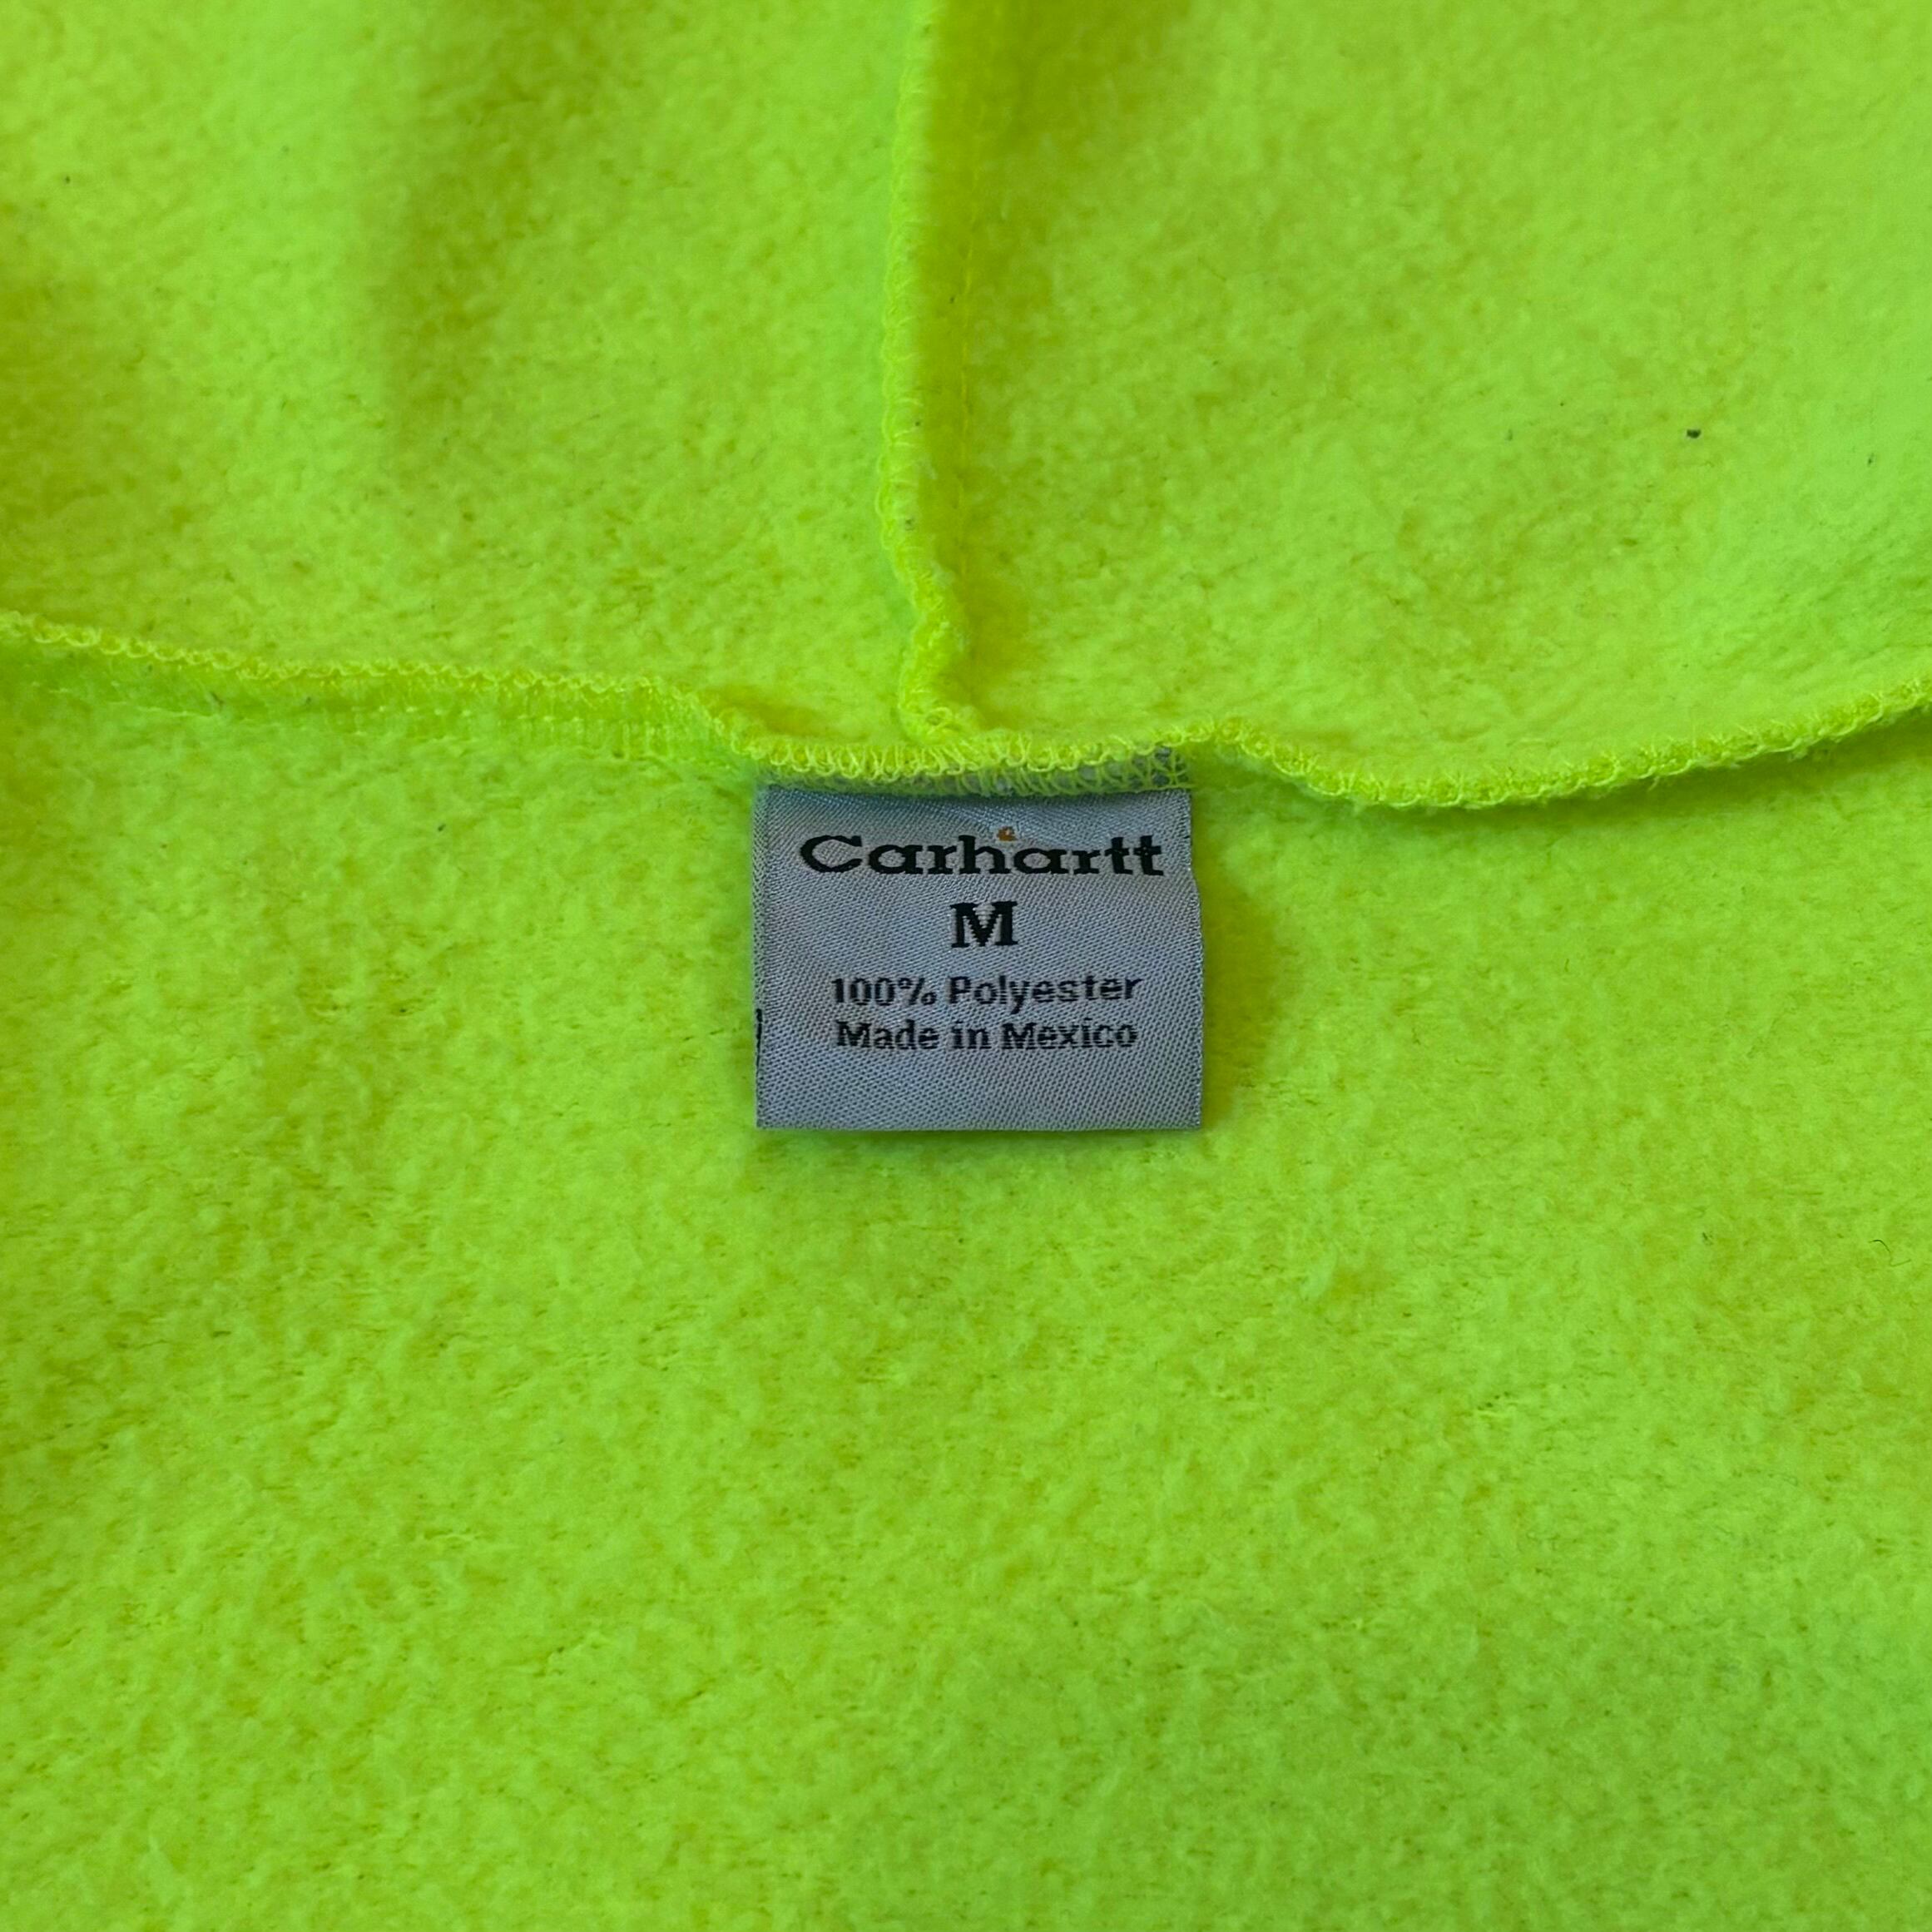 Carhartt
M
100% Polyester
Made in Mexico